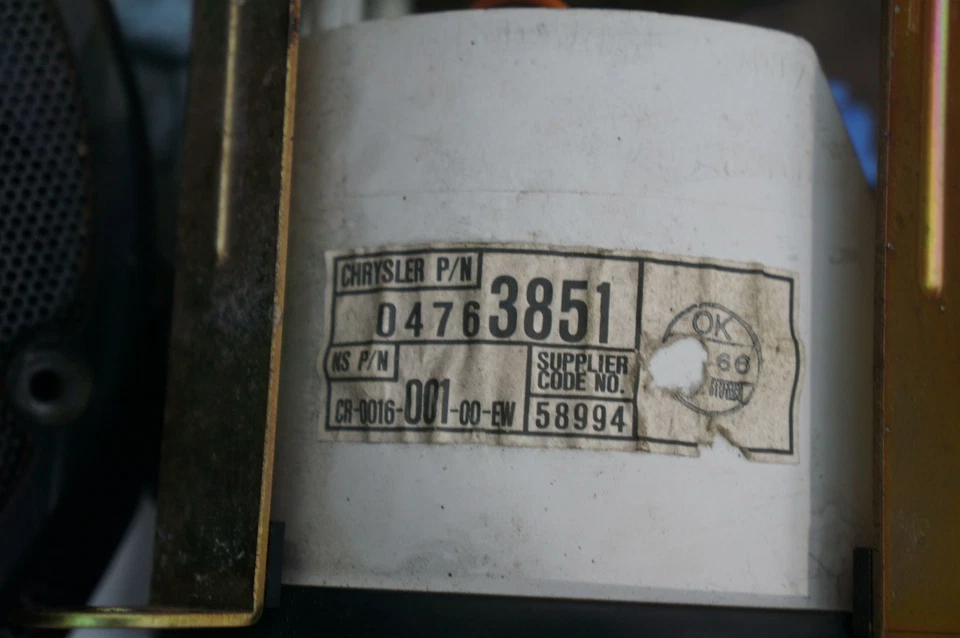 CHRYSLER P/N
04763851
NS P/N
CR-0016-001-00-EW
SUPPLIER
CODE NO.
58994
OK
66